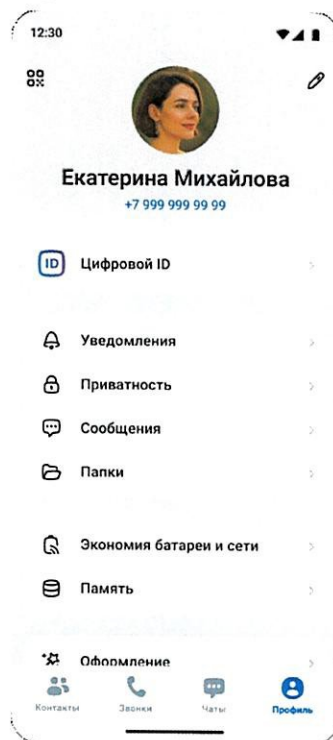 12:30
Екатерина Михайлова
+7 999 999 99 99
ID Цифровой ID
Уведомления
Приватность
Сообщения
Папки
Экономия батареи и сети
Память
Оформление
Контакты Звонки Чаты Профиль